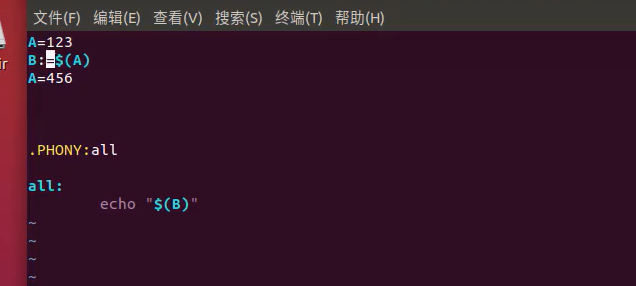 文件(F) 编辑(E) 查看(V) 搜索(S) 终端(T) 帮助(H)
ir
A=123
B:=$(A)
A=456
.PHONY:all
all:
echo "$(B)"
~
~
~
~